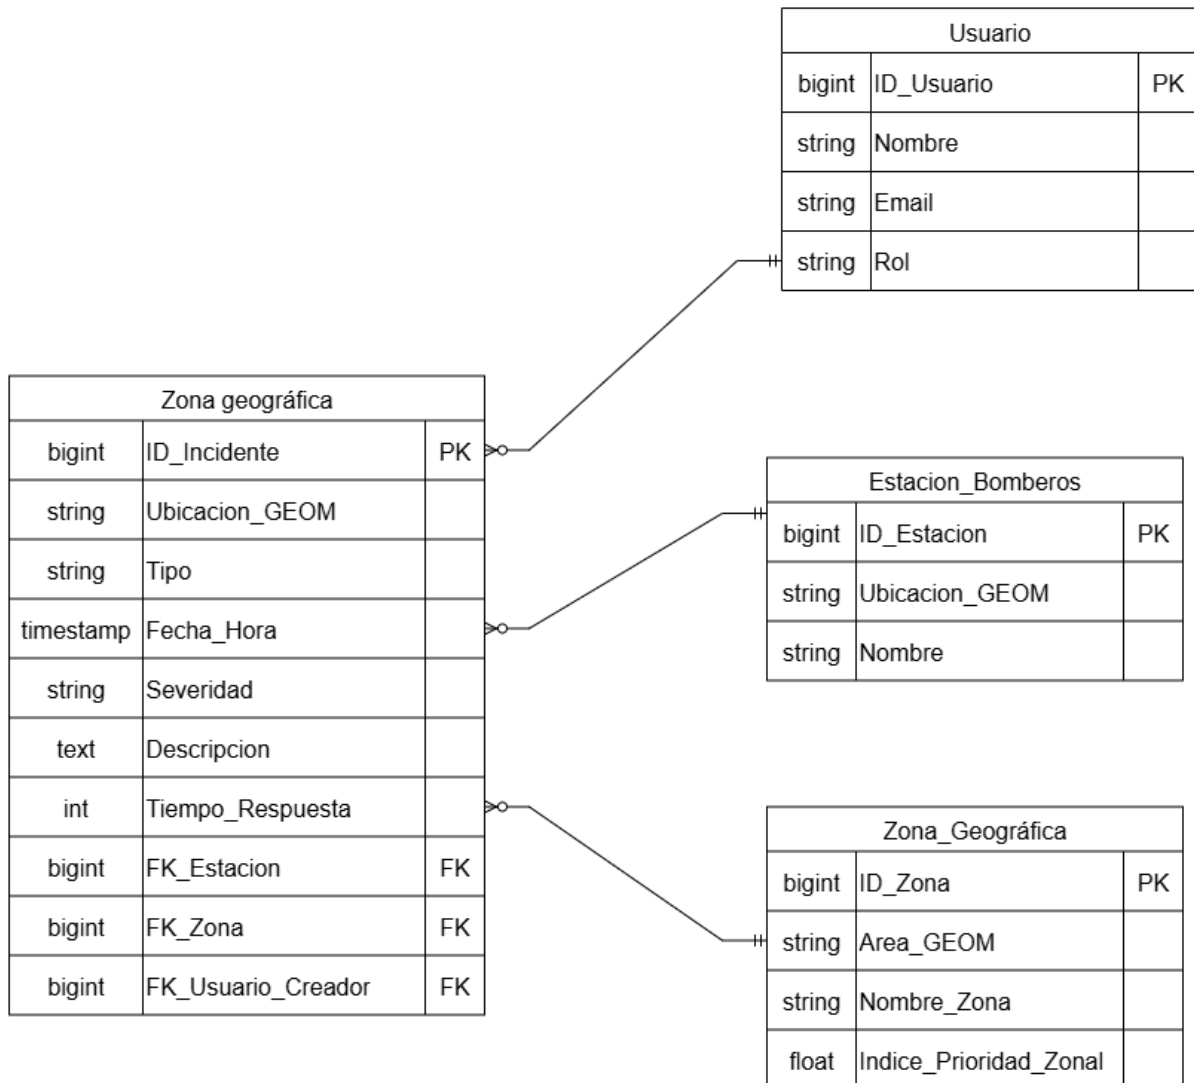 Usuario
bigint ID_Usuario PK
string Nombre
string Email
string Rol
Zona geográfica
bigint ID_Incidente PK
string Ubicacion_GEOM
string Tipo
timestamp Fecha_Hora
string Severidad
text Descripcion
int Tiempo_Respuesta
bigint FK_Estacion FK
bigint FK_Zona FK
bigint FK_Usuario_Creador FK
Estacion_Bomberos
bigint ID_Estacion PK
string Ubicacion_GEOM
string Nombre
Zona_Geográfica
bigint ID_Zona PK
string Area_GEOM
string Nombre_Zona
float Indice_Prioridad_Zonal